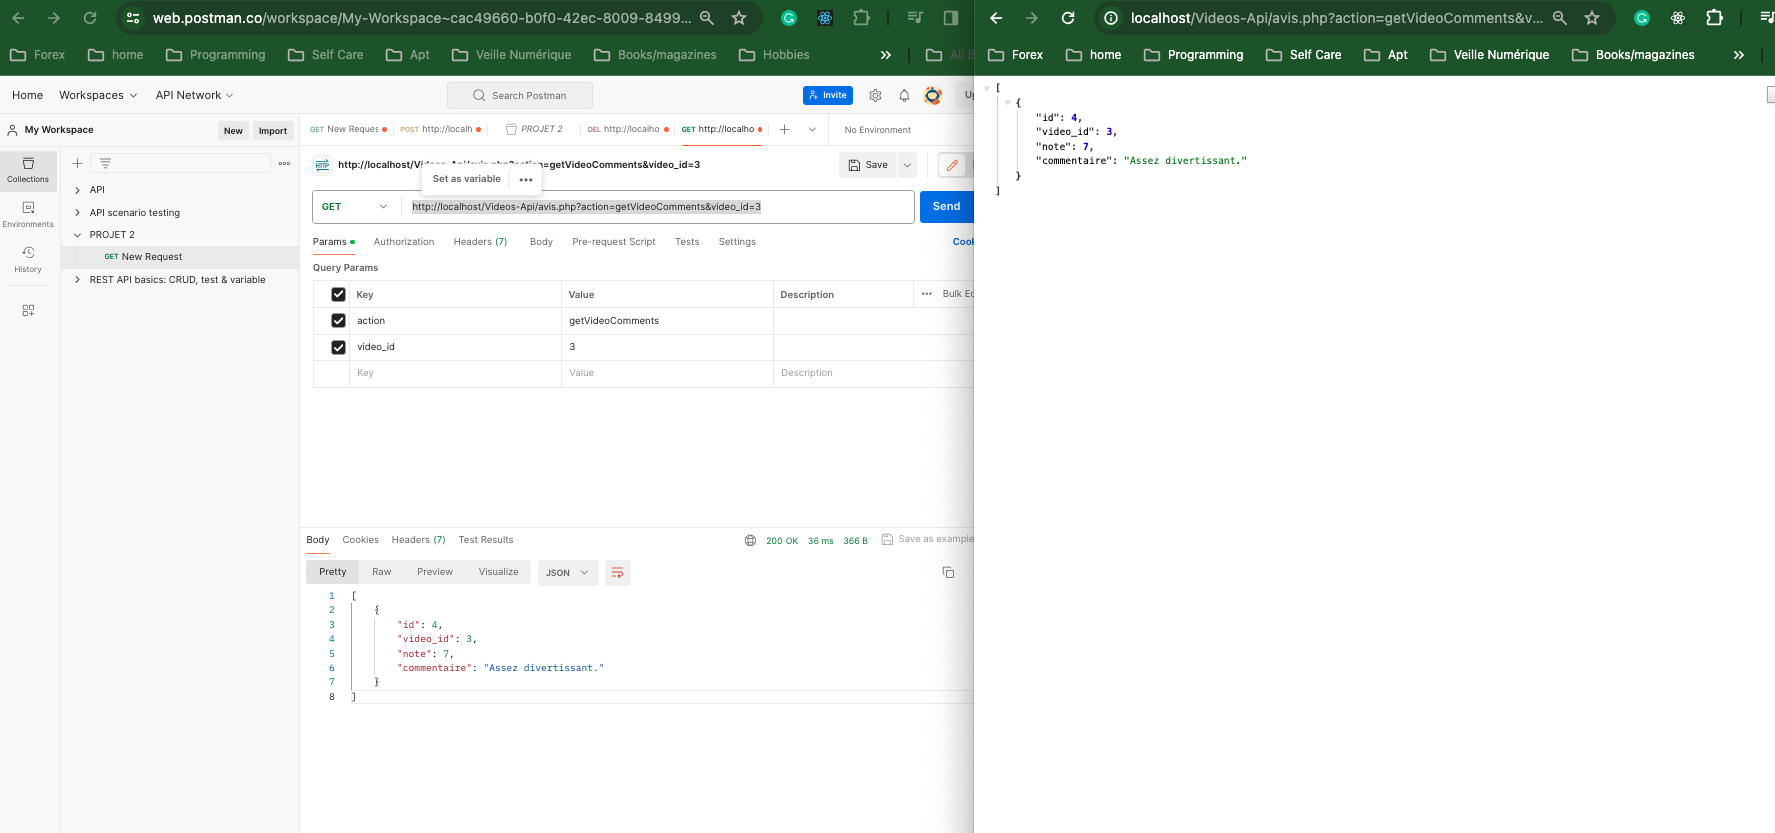 web.postman.co/workspace/My-Workspace~cac49660-b0f0-42ec-8009-8499...
Forex home Programming Self Care Apt Veille Numérique Books/magazines Hobbies » All B
Home Workspaces API Network Search Postman Invite Up
My Workspace New Import
GET New Reques POST http://localh PROJET 2 DEL http://localho GET http://localho No Environment
Collections
Environments
History
API
API scenario testing
PROJET 2
GET New Request
REST API basics: CRUD, test & variable
HTTP http://localhost/Videos-Api/avis.php?action=getVideoComments&video_id=3 Save
Set as variable
GET http://localhost/Videos-Api/avis.php?action=getVideoComments&video_id=3 Send
Params Authorization Headers (7) Body Pre-request Script Tests Settings Cook
Query Params
Key Value Description Bulk Ed
action getVideoComments
video_id 3
Key Value Description
Body Cookies Headers (7) Test Results 200 OK 36 ms 366 B Save as example
Pretty Raw Preview Visualize JSON
1 [
2 {
3 "id": 4,
4 "video_id": 3,
5 "note": 7,
6 "commentaire": "Assez divertissant."
7 }
8 ]
localhost/Videos-Api/avis.php?action=getVideoComments&v...
Forex home Programming Self Care Apt Veille Numérique Books/magazines »
[
{
"id": 4,
"video_id": 3,
"note": 7,
"commentaire": "Assez divertissant."
}
]